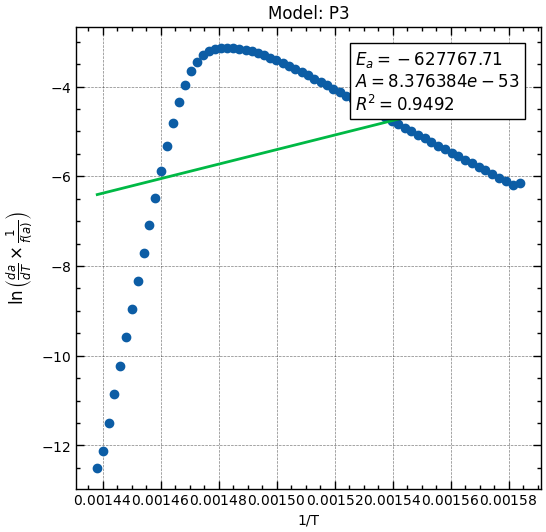 Model: P3
E_a = −627767.71
A = 8.376384e − 53
R² = 0.9492
−4
−6
−8
−10
−12
ln(da/dT × 1/f(a))
0.00144 0.00146 0.00148 0.00150 0.00152 0.00154 0.00156 0.00158
1/T